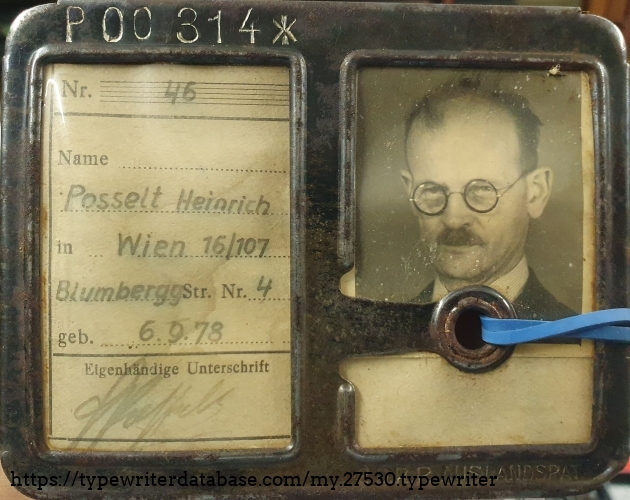 P 00 314 Ж
Nr. 46
Name
Posselt Heinrich
in Wien 16/107
BlumberggStr. Nr. 4
geb. 6.9.78
Eigenhändige Unterschrift
https://typewriterdatabase.com/my.27530.typewriter